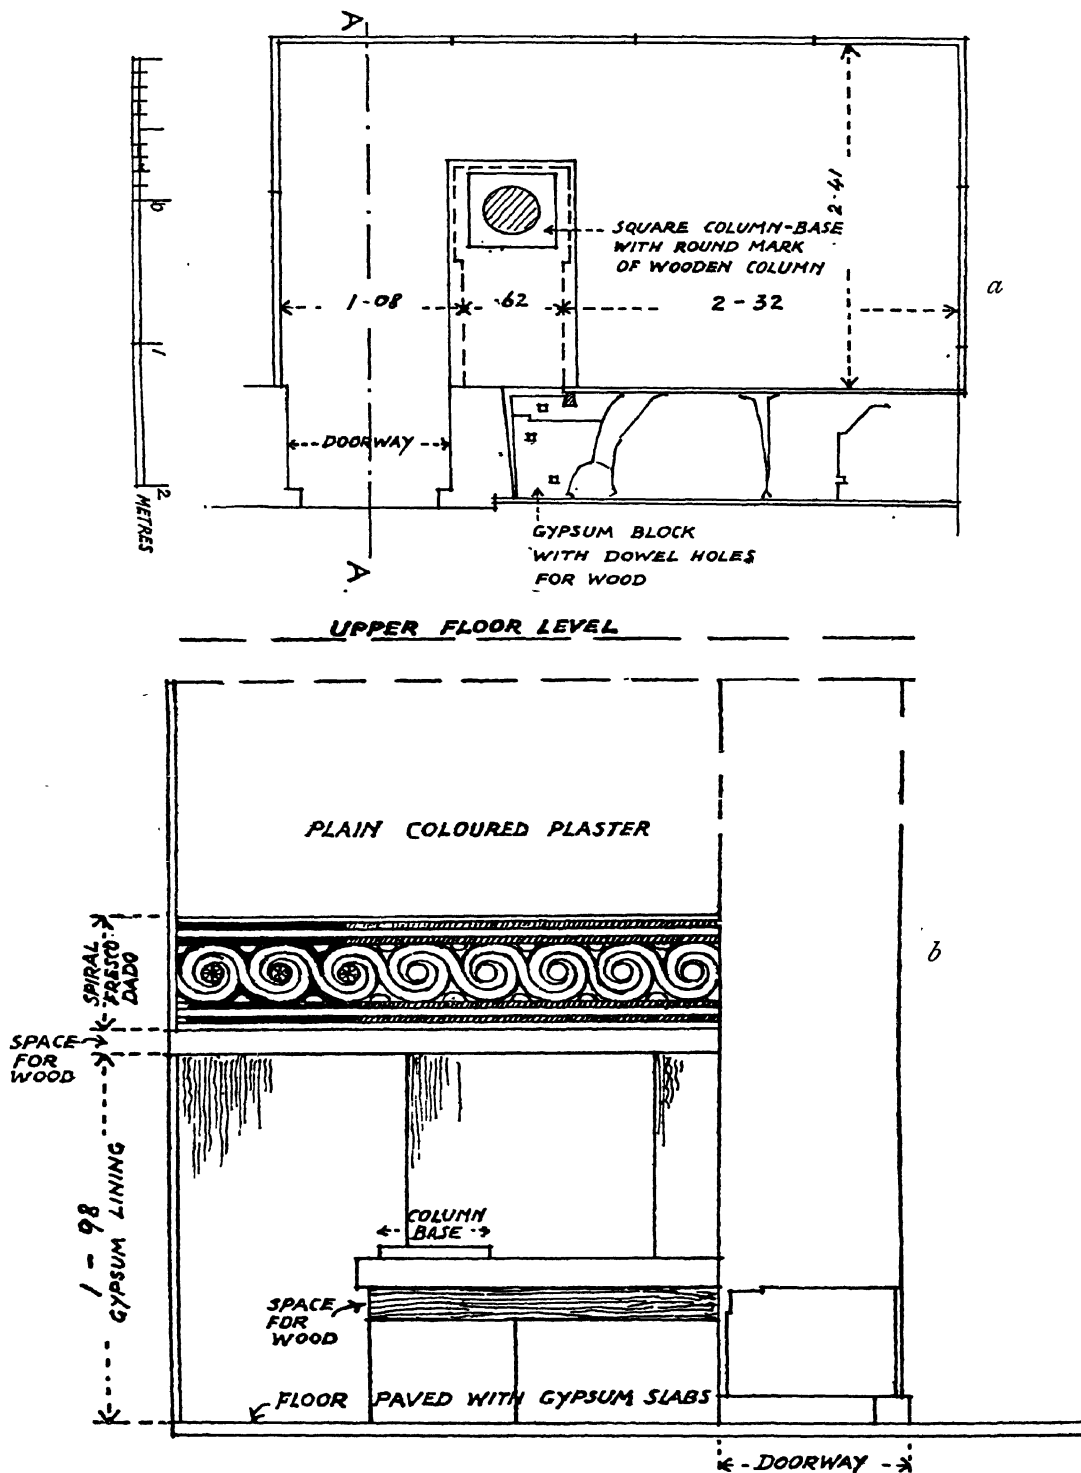 A
b
1
2
METRES
2·41
SQUARE COLUMN-BASE
WITH ROUND MARK
OF WOODEN COLUMN
a
1-08
·62
2-32
DOORWAY
GYPSUM BLOCK
WITH DOWEL HOLES
FOR WOOD
A.
UPPER FLOOR LEVEL
PLAIN COLOURED PLASTER
SPIRAL
FRESCO
DADO
b
SPACE
FOR
WOOD
1-98
GYPSUM LINING
COLUMN
BASE
SPACE
FOR
WOOD
FLOOR PAVED WITH GYPSUM SLABS
DOORWAY